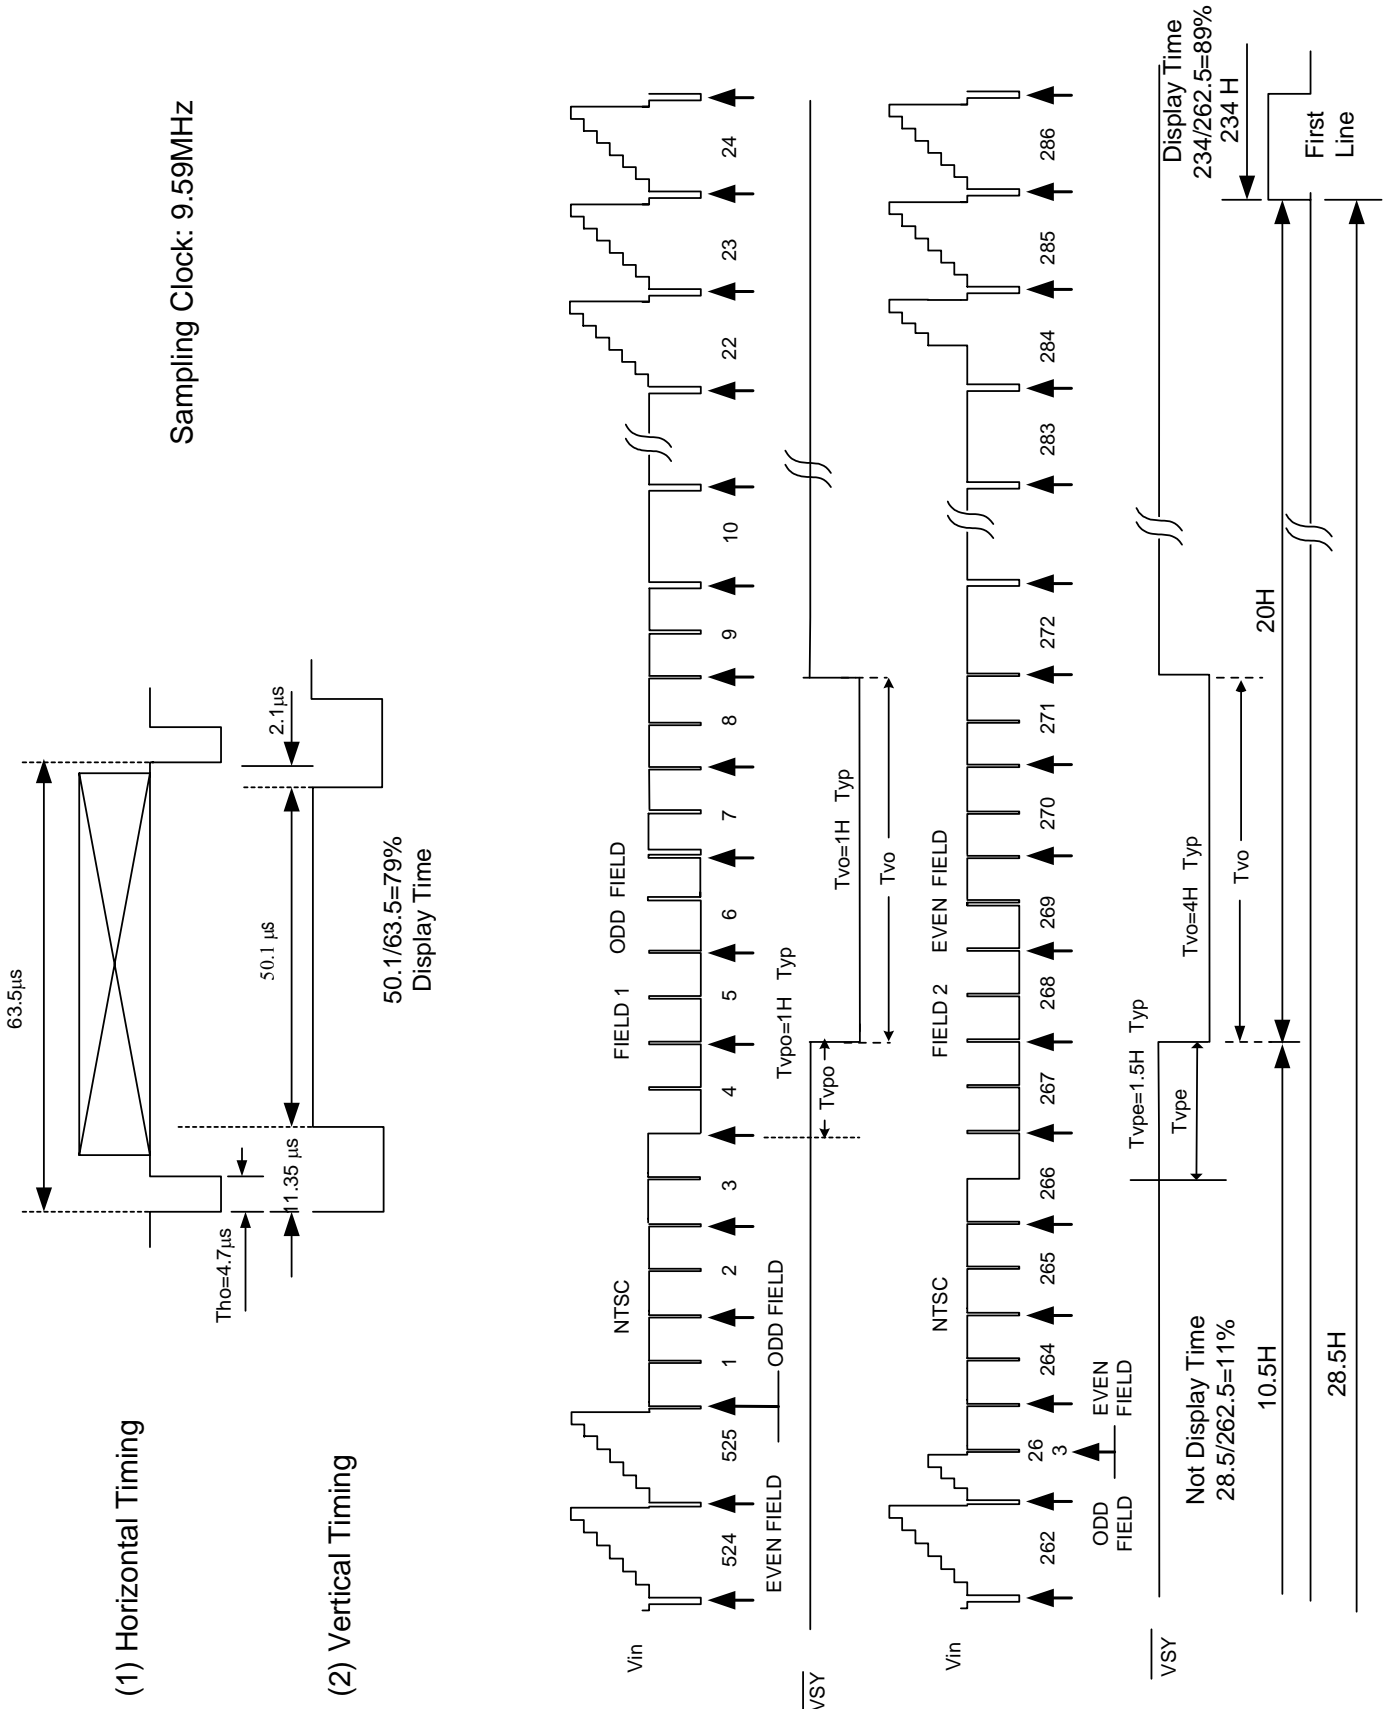 Sampling Clock: 9.59MHz
(1) Horizontal Timing
63.5µs
Tho=4.7µs
11.35 µs
50.1 µs
2.1µs
50.1/63.5=79%
Display Time
(2) Vertical Timing
NTSC
FIELD 1
ODD FIELD
Vin
524
525
1
2
3
4
5
6
7
8
9
10
22
23
24
EVEN FIELD
ODD FIELD
Tvpo=1H Typ
Tvpo
Tvo=1H Typ
Tvo
VSY
NTSC
FIELD 2
EVEN FIELD
Vin
262
26
3
264
265
266
267
268
269
270
271
272
283
284
285
286
ODD
FIELD
EVEN
FIELD
Tvpe=1.5H Typ
Tvpe
Tvo=4H Typ
Tvo
VSY
Not Display Time
28.5/262.5=11%
Display Time
234/262.5=89%
234 H
10.5H
20H
First
Line
28.5H